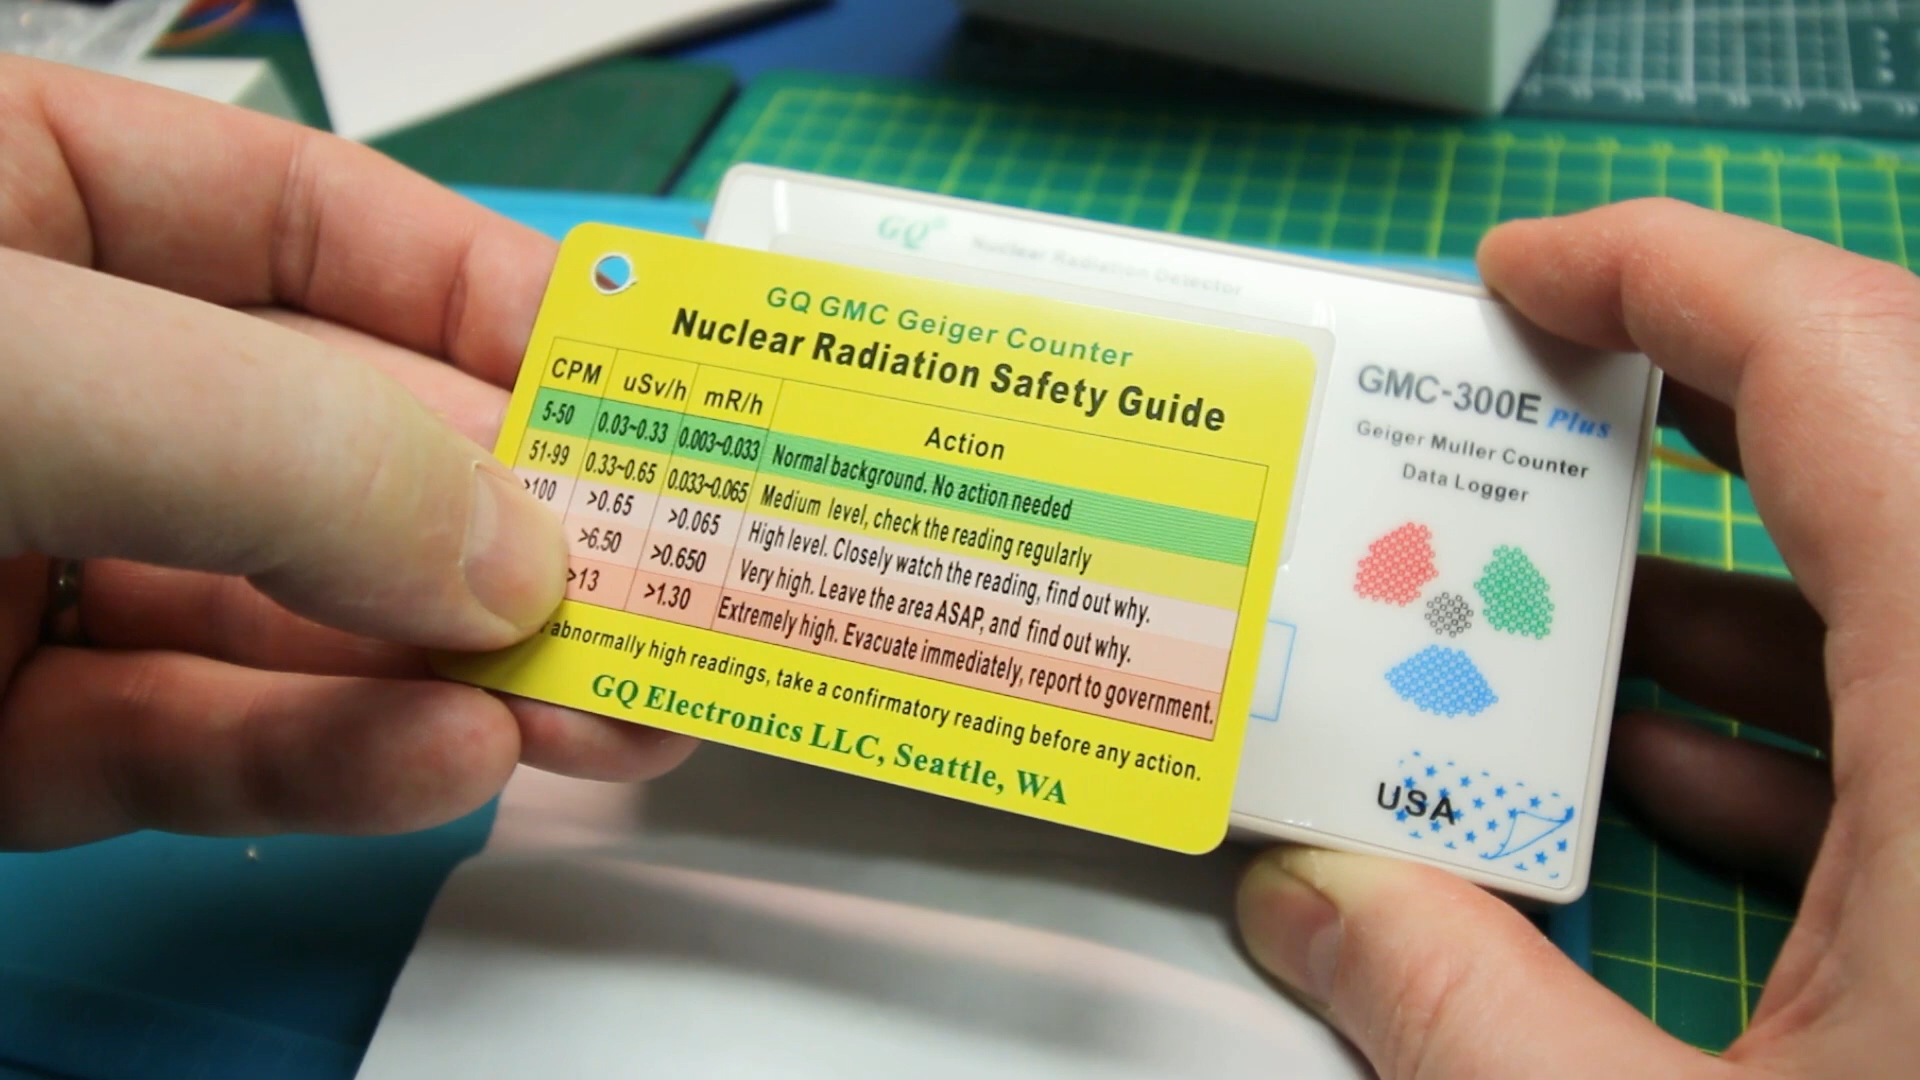 GQ® Nuclear Radiation Detector
GQ GMC Geiger Counter
Nuclear Radiation Safety Guide
CPM uSv/h mR/h Action
5-50 0.03~0.33 0.003~0.033 Normal background. No action needed
51-99 0.33~0.65 0.033~0.065 Medium level, check the reading regularly
>100 >0.65 >0.065 High level. Closely watch the reading, find out why.
>6.50 >0.650 Very high. Leave the area ASAP, and find out why.
>13 >1.30 Extremely high. Evacuate immediately, report to government.
abnormally high readings, take a confirmatory reading before any action.
GQ Electronics LLC, Seattle, WA
GMC-300E Plus
Geiger Muller Counter
Data Logger
USA